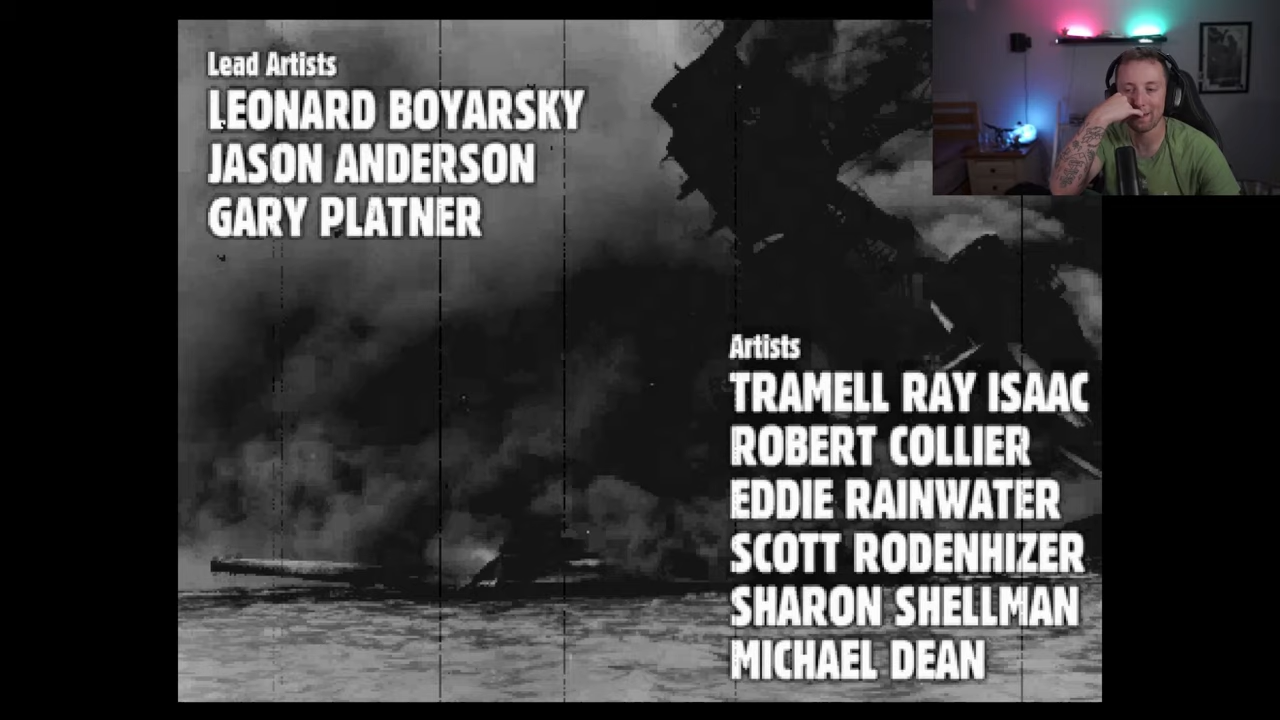 Lead Artists
LEONARD BOYARSKY
JASON ANDERSON
GARY PLATNER
Artists
TRAMELL RAY ISAAC
ROBERT COLLIER
EDDIE RAINWATER
SCOTT RODENHIZER
SHARON SHELLMAN
MICHAEL DEAN